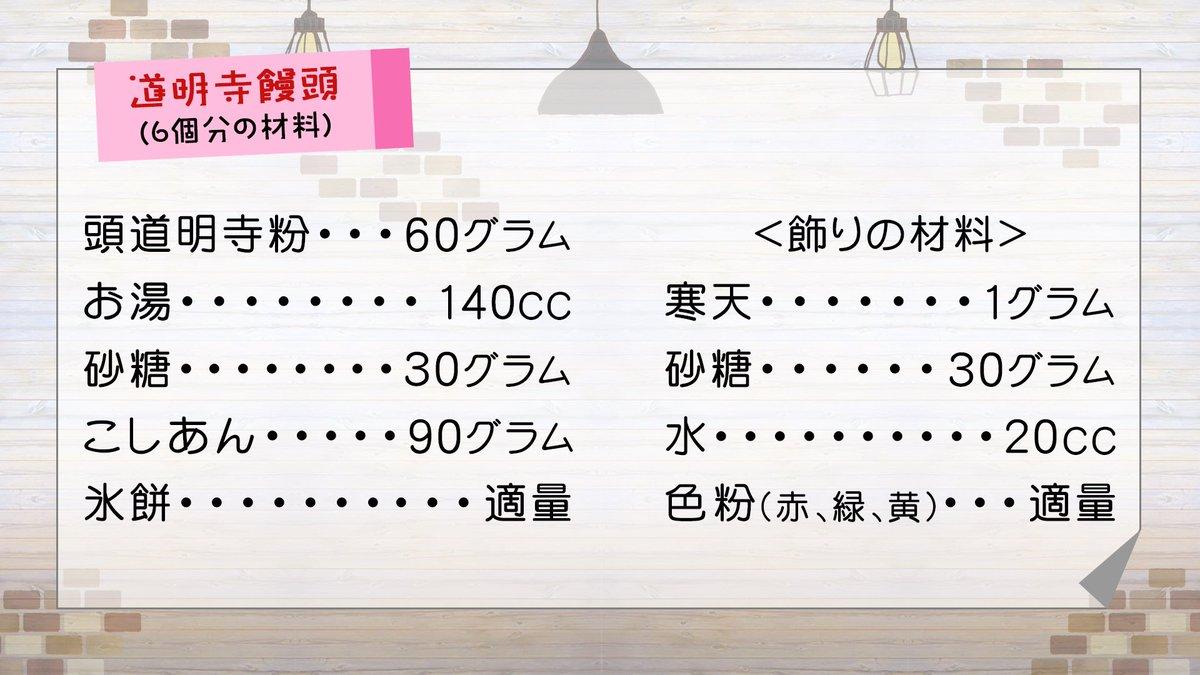 道明寺饅頭
(6個分の材料)
頭道明寺粉・・・60グラム
お湯・・・・・・・・140cc
砂糖・・・・・・・・30グラム
こしあん・・・・・90グラム
氷餅・・・・・・・・・・適量
＜飾りの材料＞
寒天・・・・・・・1グラム
砂糖・・・・・・30グラム
水・・・・・・・・・・20cc
色粉(赤、緑、黄)・・・適量